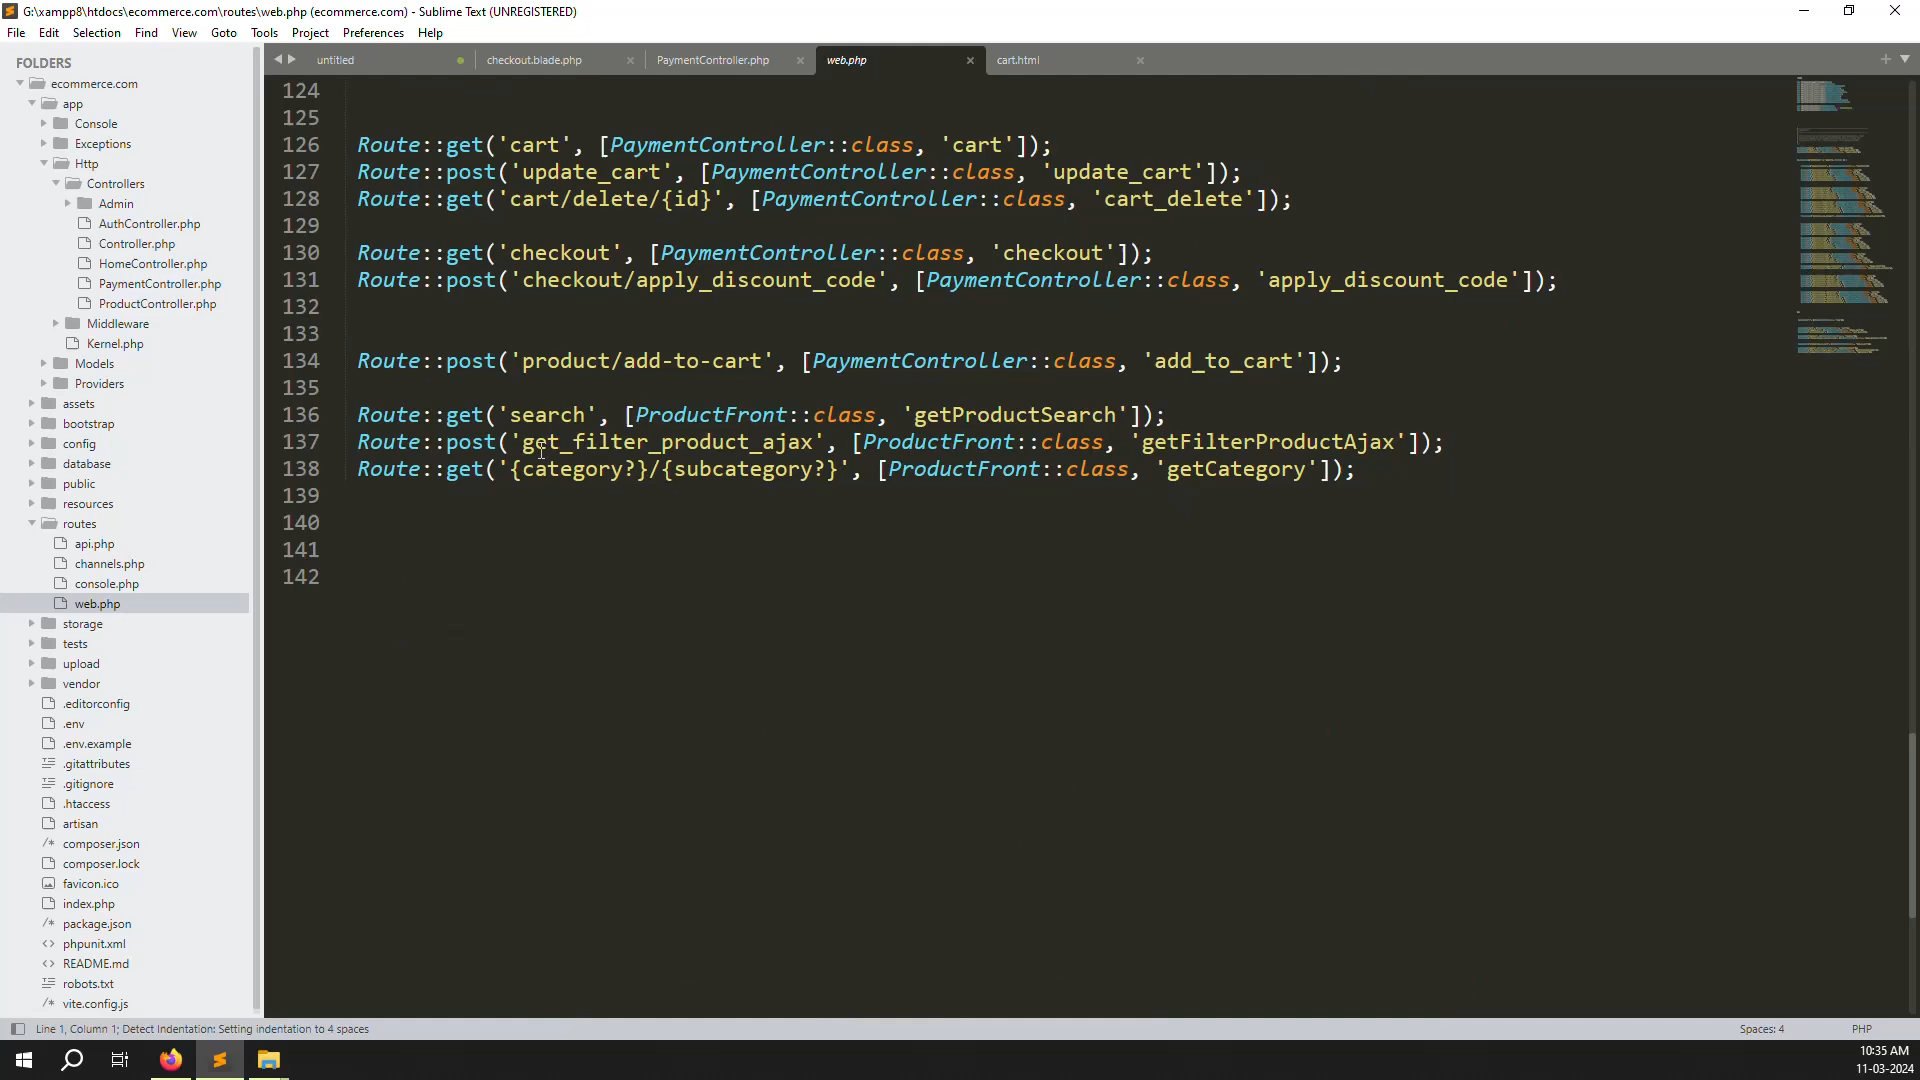 G:\xampp8\htdocs\ecommerce.com\routes\web.php (ecommerce.com) - Sublime Text (UNREGISTERED)
File Edit Selection Find View Goto Tools Project Preferences Help
FOLDERS
ecommerce.com
app
Console
Exceptions
Http
Controllers
Admin
AuthController.php
Controller.php
HomeController.php
PaymentController.php
ProductController.php
Middleware
Kernel.php
Models
Providers
assets
bootstrap
config
database
public
resources
routes
api.php
channels.php
console.php
web.php
storage
tests
upload
vendor
.editorconfig
.env
.env.example
.gitattributes
.gitignore
.htaccess
artisan
composer.json
composer.lock
favicon.ico
index.php
package.json
phpunit.xml
README.md
robots.txt
vite.config.js
untitled checkout.blade.php PaymentController.php web.php cart.html
124
125
126 Route::get('cart', [PaymentController::class, 'cart']);
127 Route::post('update_cart', [PaymentController::class, 'update_cart']);
128 Route::get('cart/delete/{id}', [PaymentController::class, 'cart_delete']);
129
130 Route::get('checkout', [PaymentController::class, 'checkout']);
131 Route::post('checkout/apply_discount_code', [PaymentController::class, 'apply_discount_code']);
132
133
134 Route::post('product/add-to-cart', [PaymentController::class, 'add_to_cart']);
135
136 Route::get('search', [ProductFront::class, 'getProductSearch']);
137 Route::post('get_filter_product_ajax', [ProductFront::class, 'getFilterProductAjax']);
138 Route::get('{category?}/{subcategory?}', [ProductFront::class, 'getCategory']);
139
140
141
142
Line 1, Column 1; Detect Indentation: Setting indentation to 4 spaces
Spaces: 4 PHP
10:35 AM
11-03-2024